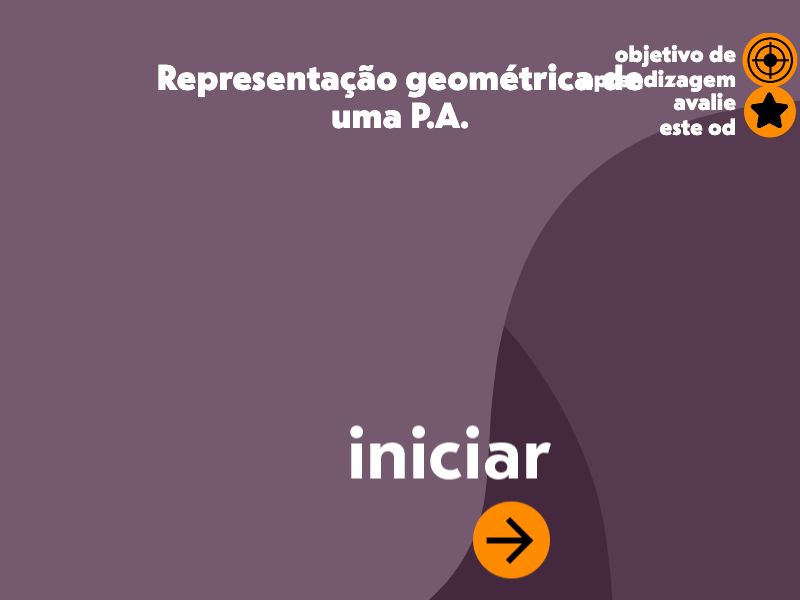 Representação geométrica de
uma P.A.
objetivo de
aprendizagem
avalie
este od
iniciar